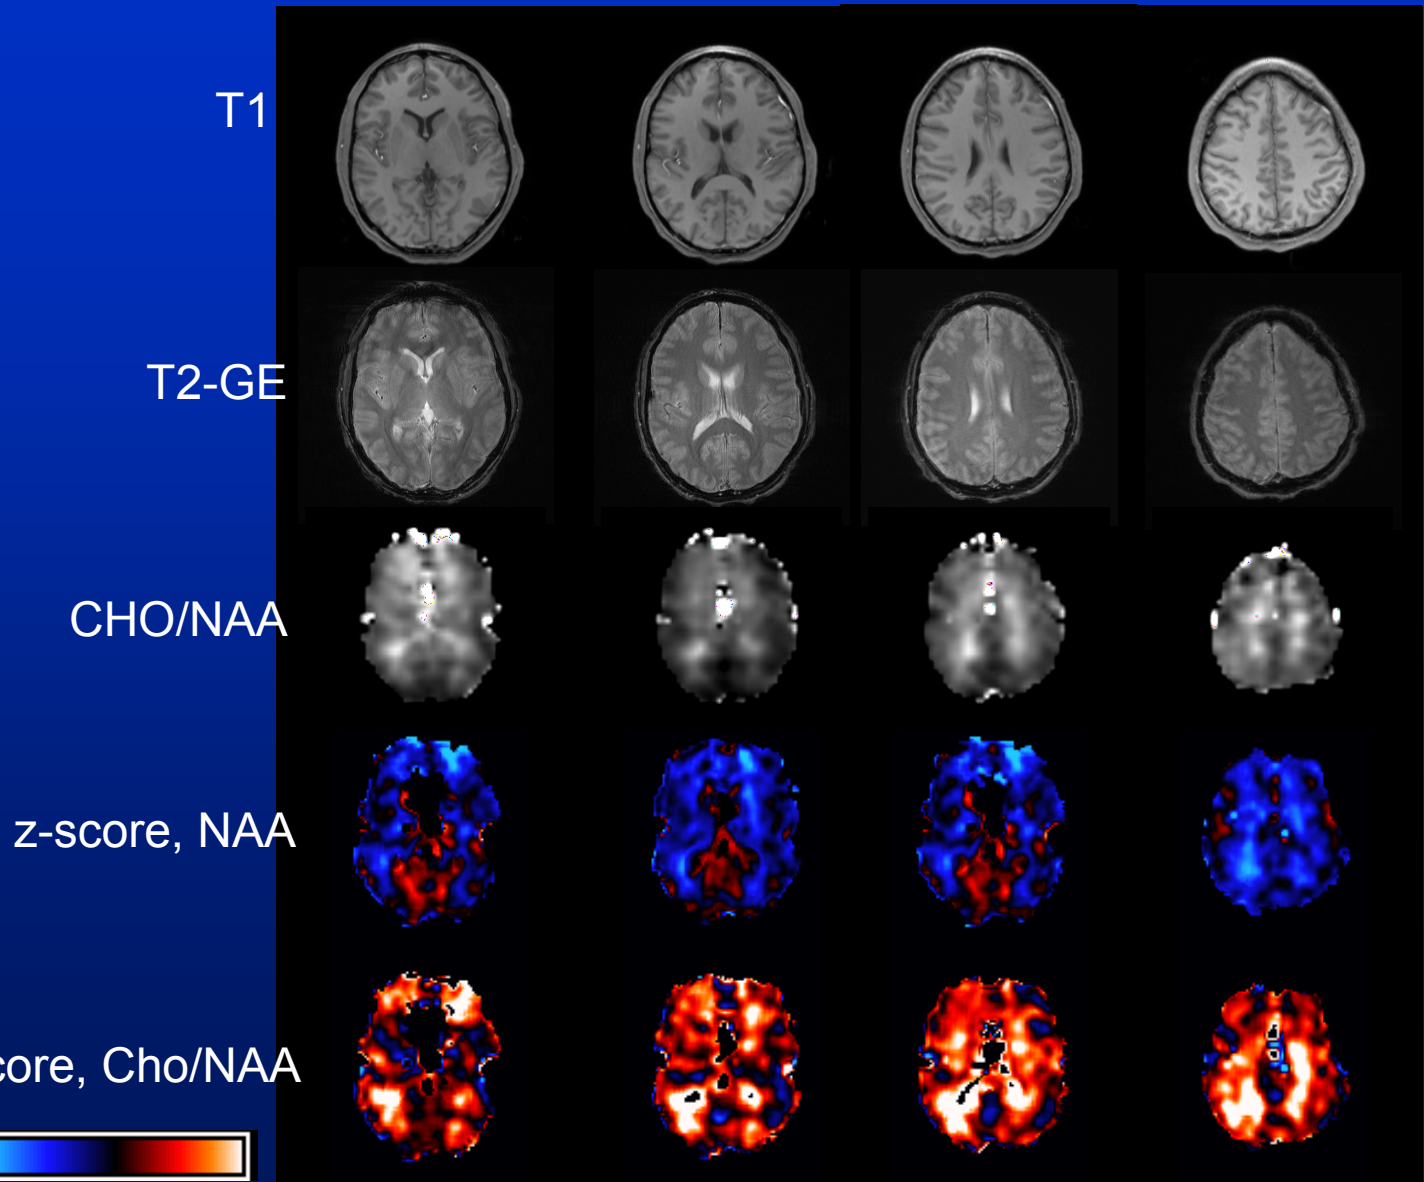 T1
T2-GE
CHO/NAA
z-score, NAA
core, Cho/NAA